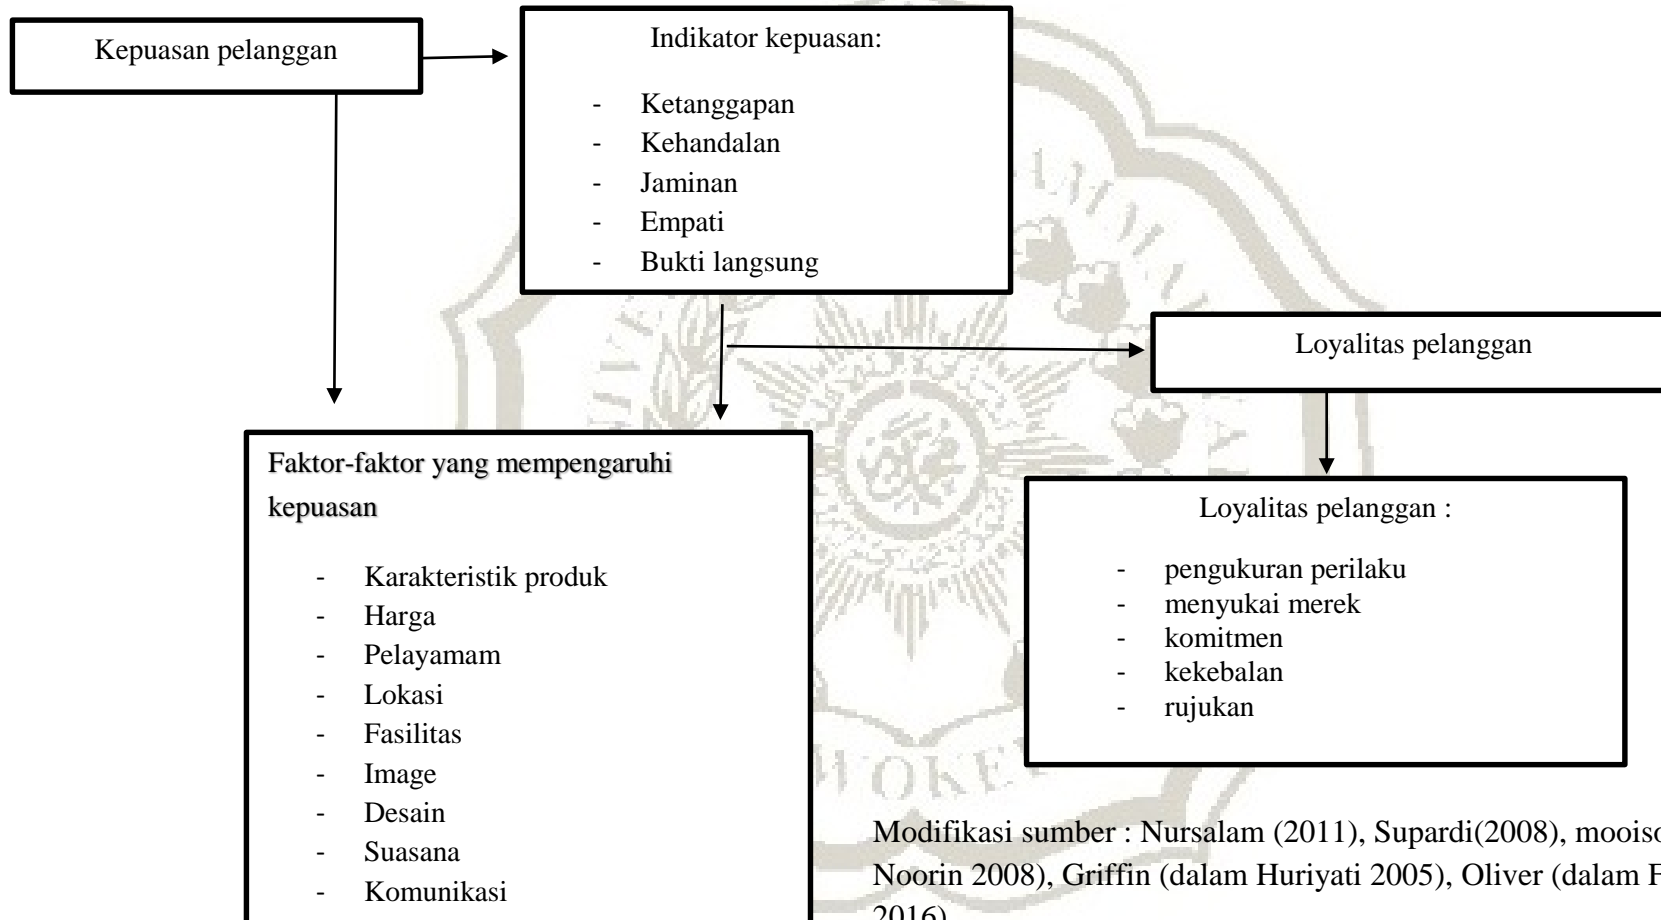 Kepuasan pelanggan
Indikator kepuasan:
- Ketanggapan
- Kehandalan
- Jaminan
- Empati
- Bukti langsung
Loyalitas pelanggan
Faktor-faktor yang mempengaruhi
kepuasan
- Karakteristik produk
- Harga
- Pelayamam
- Lokasi
- Fasilitas
- Image
- Desain
- Suasana
- Komunikasi
Loyalitas pelanggan :
- pengukuran perilaku
- menyukai merek
- komitmen
- kekebalan
- rujukan
Modifikasi sumber : Nursalam (2011), Supardi(2008),
Noorin 2008), Griffin (dalam Huriyati 2005), Oliver (dalam
2016)